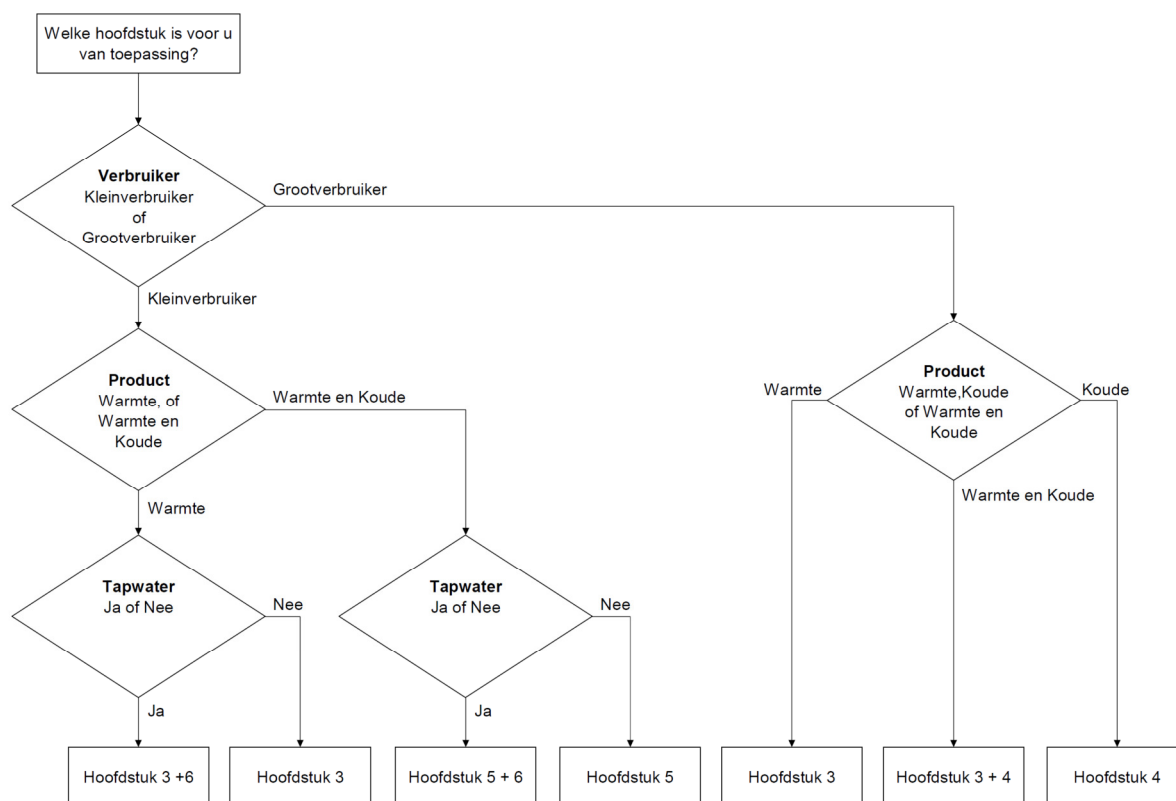 Welke hoofdstuk is voor u
van toepassing?
Verbruiker
Kleinverbruiker
of
Grootverbruiker
Grootverbruiker
Kleinverbruiker
Product
Warmte, of
Warmte en
Koude
Warmte en Koude
Warmte
Product
Warmte,Koude
of Warmte en
Koude
Warmte
Koude
Warmte en Koude
Tapwater
Ja of Nee
Nee
Ja
Tapwater
Ja of Nee
Nee
Ja
Hoofdstuk 3 +6
Hoofdstuk 3
Hoofdstuk 5 + 6
Hoofdstuk 5
Hoofdstuk 3
Hoofdstuk 3 + 4
Hoofdstuk 4